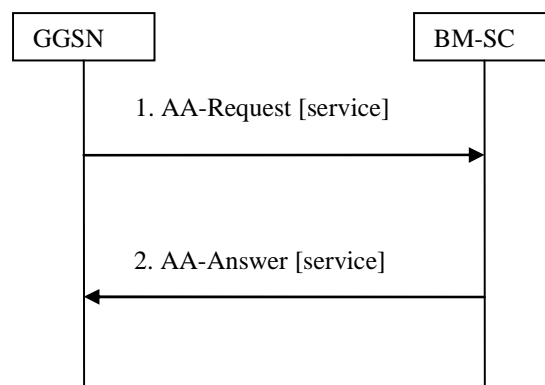 GGSN
BM-SC
1. AA-Request [service]
2. AA-Answer [service]